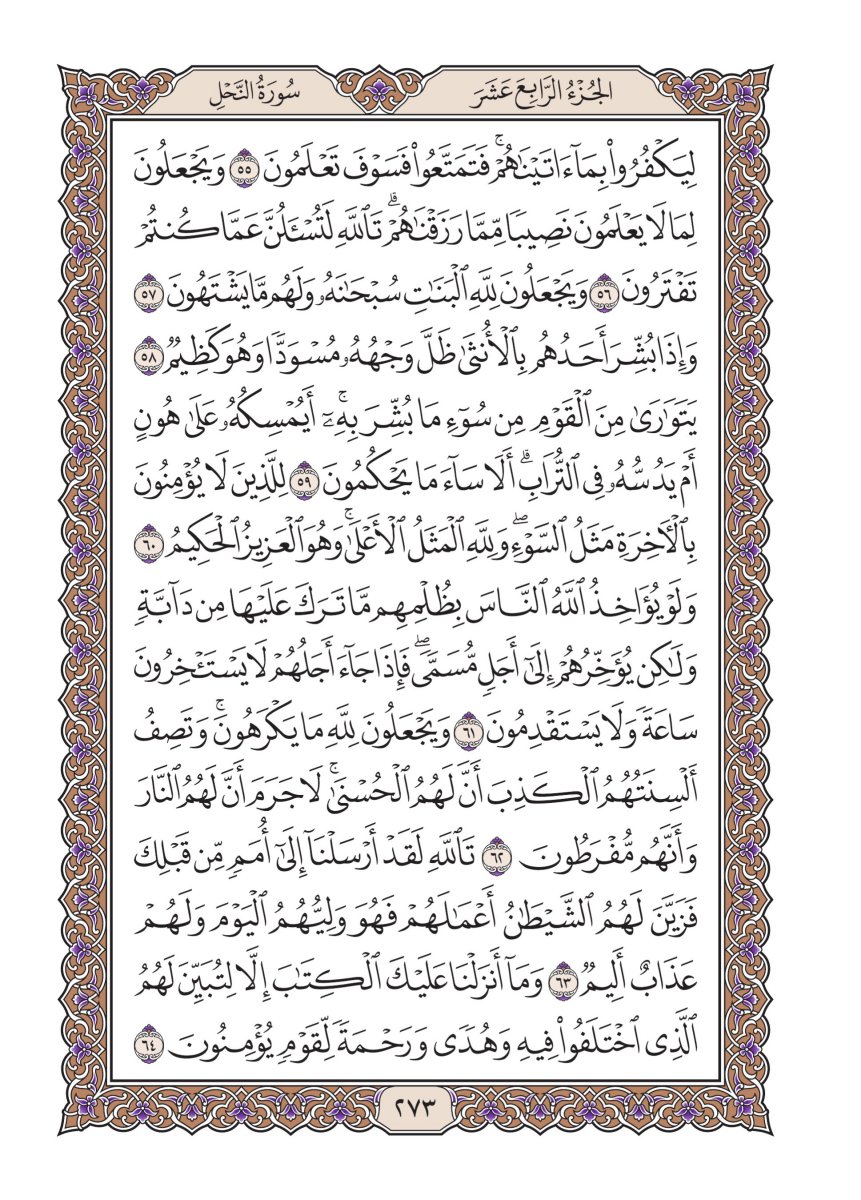 الجُزْءُ الرَّابِعَ عَشَرَ
سُورَةُ النَّحْلِ
لِيَكۡفُرُواْ بِمَآ ءَاتَيۡنَٰهُمۡۚ فَتَمَتَّعُواْ فَسَوۡفَ تَعۡلَمُونَ ٥٥ وَيَجۡعَلُونَ
لِمَا لَا يَعۡلَمُونَ نَصِيبٗا مِّمَّا رَزَقۡنَٰهُمۡۗ تَٱللَّهِ لَتُسۡـَٔلُنَّ عَمَّا كُنتُمۡ
تَفۡتَرُونَ ٥٦ وَيَجۡعَلُونَ لِلَّهِ ٱلۡبَنَٰتِ سُبۡحَٰنَهُۥ وَلَهُم مَّا يَشۡتَهُونَ ٥٧
وَإِذَا بُشِّرَ أَحَدُهُم بِٱلۡأُنثَىٰ ظَلَّ وَجۡهُهُۥ مُسۡوَدّٗا وَهُوَ كَظِيمٞ ٥٨
يَتَوَٰرَىٰ مِنَ ٱلۡقَوۡمِ مِن سُوٓءِ مَا بُشِّرَ بِهِۦٓۚ أَيُمۡسِكُهُۥ عَلَىٰ هُونٍ
أَمۡ يَدُسُّهُۥ فِي ٱلتُّرَابِۗ أَلَا سَآءَ مَا يَحۡكُمُونَ ٥٩ لِلَّذِينَ لَا يُؤۡمِنُونَ
بِٱلۡأٓخِرَةِ مَثَلُ ٱلسَّوۡءِۖ وَلِلَّهِ ٱلۡمَثَلُ ٱلۡأَعۡلَىٰۚ وَهُوَ ٱلۡعَزِيزُ ٱلۡحَكِيمُ ٦٠
وَلَوۡ يُؤَاخِذُ ٱللَّهُ ٱلنَّاسَ بِظُلۡمِهِم مَّا تَرَكَ عَلَيۡهَا مِن دَآبَّةٖ
وَلَٰكِن يُؤَخِّرُهُمۡ إِلَىٰٓ أَجَلٖ مُّسَمّٗىۖ فَإِذَا جَآءَ أَجَلُهُمۡ لَا يَسۡتَـٔۡخِرُونَ
سَاعَةٗ وَلَا يَسۡتَقۡدِمُونَ ٦١ وَيَجۡعَلُونَ لِلَّهِ مَا يَكۡرَهُونَۚ وَتَصِفُ
أَلۡسِنَتُهُمُ ٱلۡكَذِبَ أَنَّ لَهُمُ ٱلۡحُسۡنَىٰۚ لَا جَرَمَ أَنَّ لَهُمُ ٱلنَّارَ
وَأَنَّهُم مُّفۡرَطُونَ ٦٢ تَٱللَّهِ لَقَدۡ أَرۡسَلۡنَآ إِلَىٰٓ أُمَمٖ مِّن قَبۡلِكَ
فَزَيَّنَ لَهُمُ ٱلشَّيۡطَٰنُ أَعۡمَٰلَهُمۡ فَهُوَ وَلِيُّهُمُ ٱلۡيَوۡمَ وَلَهُمۡ
عَذَابٌ أَلِيمٞ ٦٣ وَمَآ أَنزَلۡنَا عَلَيۡكَ ٱلۡكِتَٰبَ إِلَّا لِتُبَيِّنَ لَهُمُ
ٱلَّذِي ٱخۡتَلَفُواْ فِيهِ وَهُدٗى وَرَحۡمَةٗ لِّقَوۡمٖ يُؤۡمِنُونَ ٦٤
٢٧٣